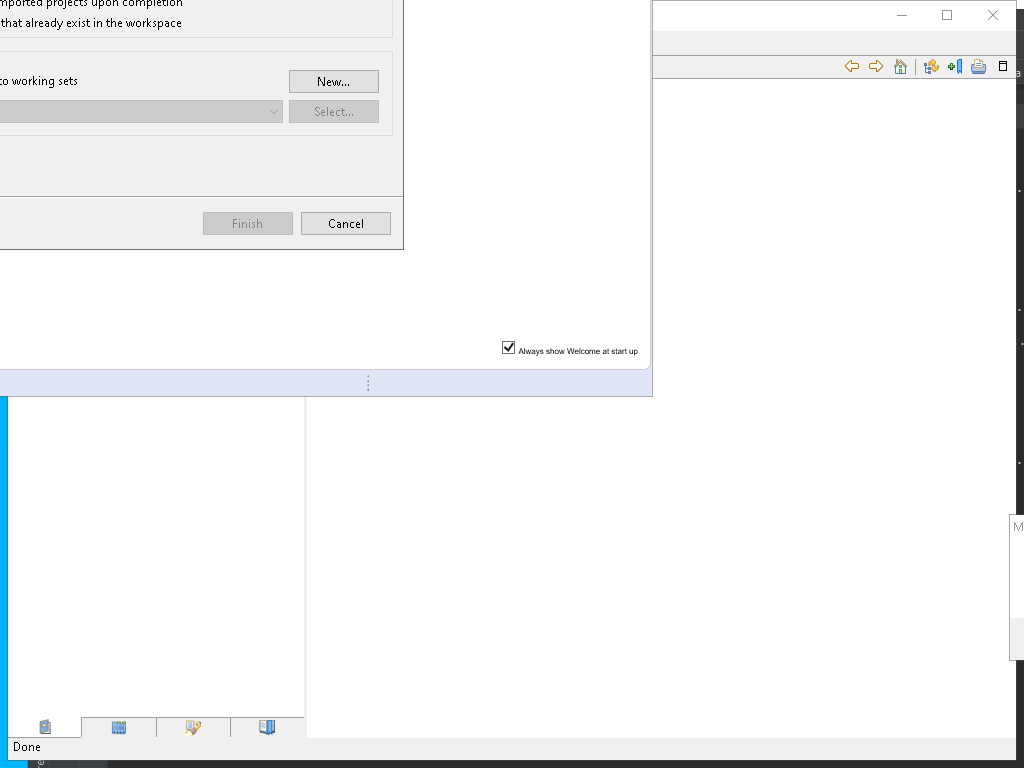 mported projects upon completion
that already exist in the workspace
to working sets
New...
Select...
Finish
Cancel
Always show Welcome at start up
M
Done